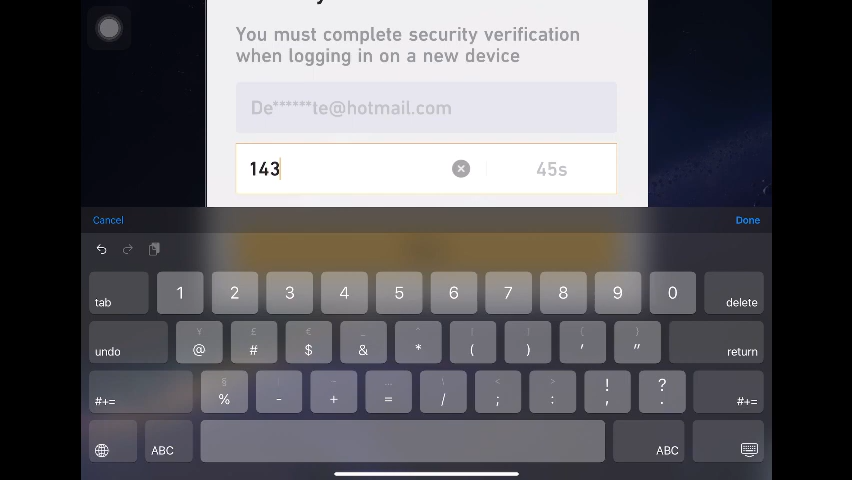 You must complete security verification
when logging in on a new device
De******te@hotmail.com
143 45s
Cancel Done
tab 1 2 3 4 5 6 7 8 9 0 delete
undo @ # $ & * ( ) ' " return
#+= % - + = / ; : ! , ? . #+=
ABC ABC